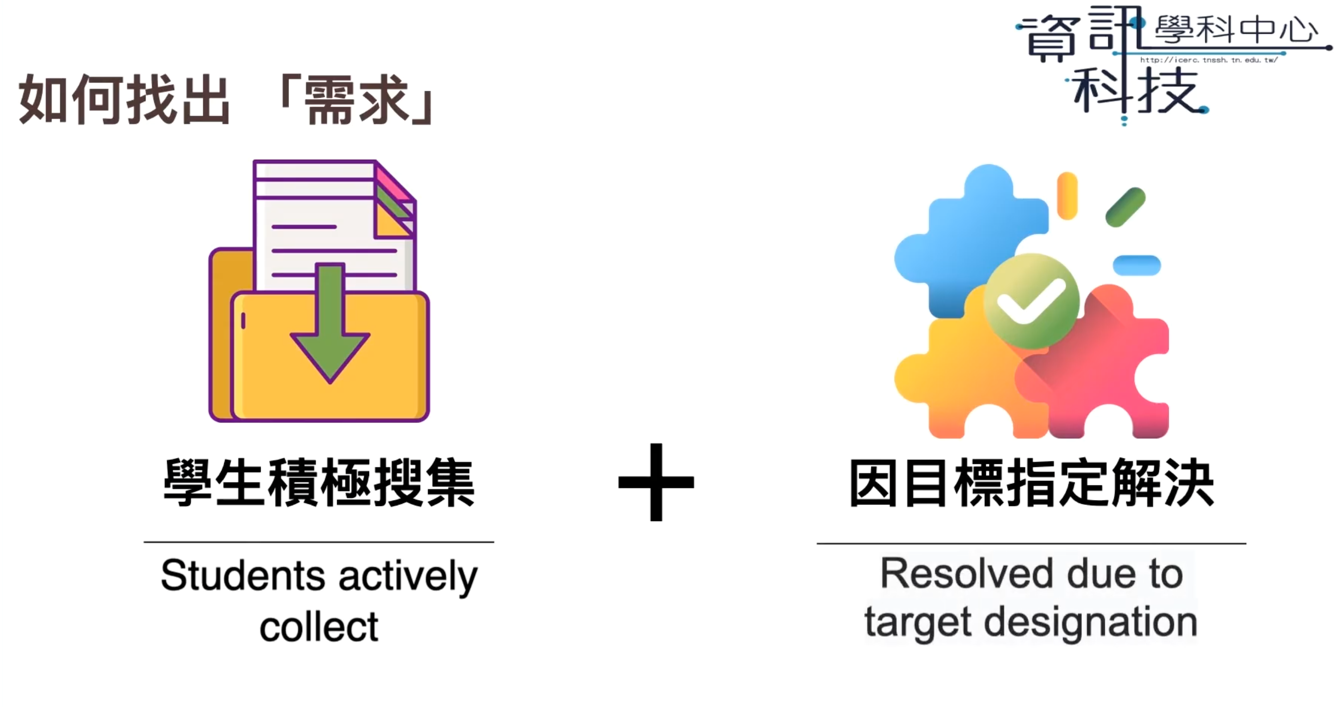 資訊科技
學科中心
http://icerc.tnssh.tn.edu.tw/
如何找出 「需求」
學生積極搜集
+
因目標指定解決
Students actively
collect
Resolved due to
target designation